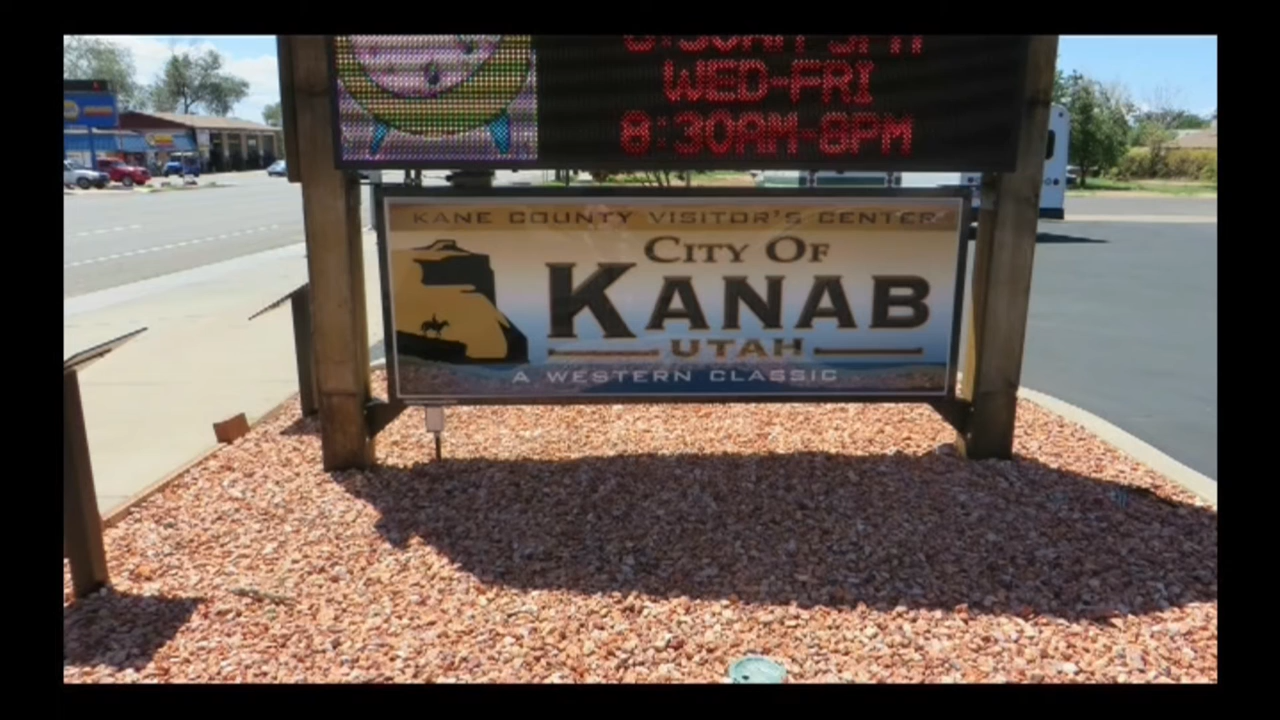 WED-FRI
8:30AM-8PM
KANE COUNTY VISITOR'S CENTER
CITY OF
KANAB
UTAH
A WESTERN CLASSIC